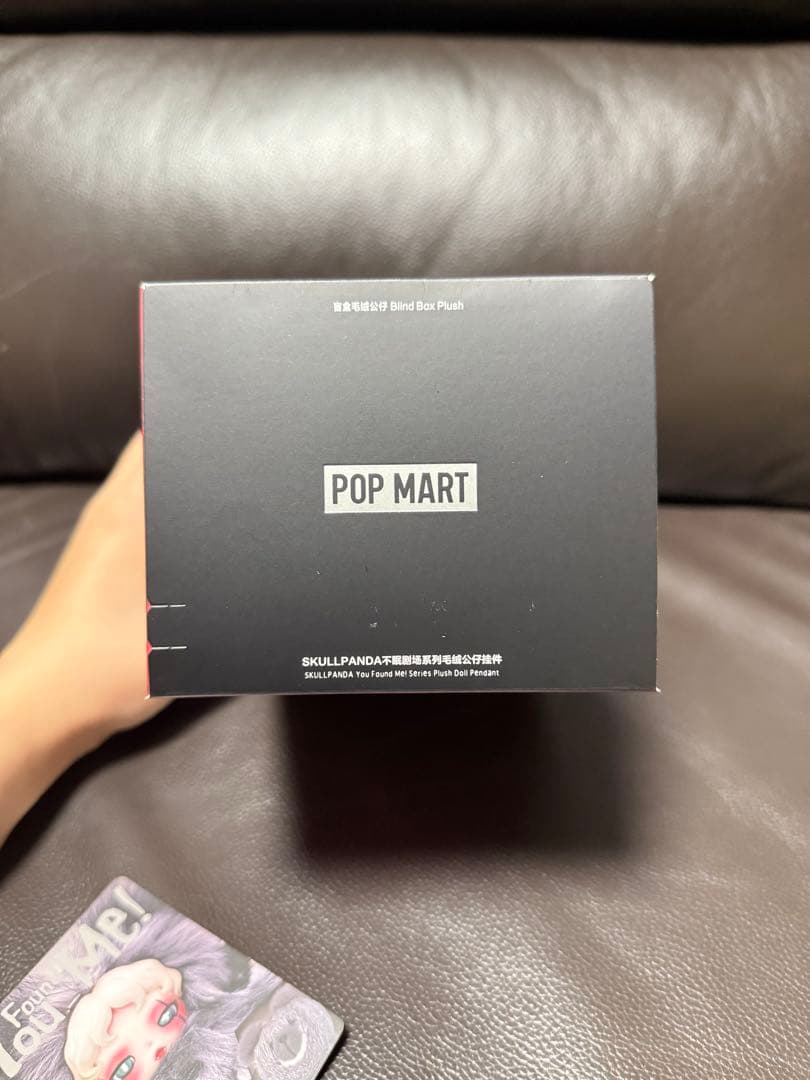 盲盒毛绒公仔 Blind Box Plush
POP MART
SKULLPANDA不眠剧场系列毛绒公仔挂件
SKULLPANDA You Found Me! Series Plush Doll Pendant
You
Found
Me!